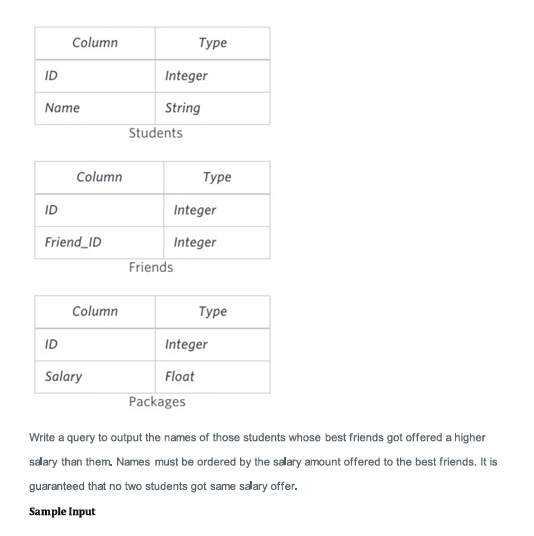 Column Type
ID Integer
Name String
Students
Column Type
ID Integer
Friend_ID Integer
Friends
Column Type
ID Integer
Salary Float
Packages
Write a query to output the names of those students whose best friends got offered a higher
salary than them. Names must be ordered by the salary amount offered to the best friends. It is
guaranteed that no two students got same salary offer.
Sample Input